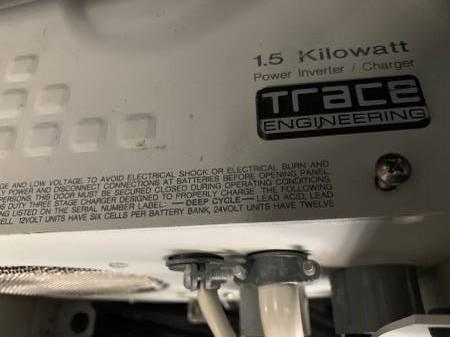 1.5 Kilowatt
Power Inverter / Charger
TRACE
ENGINEERING
AND LOW VOLTAGE. TO AVOID ELECTRICAL SHOCK OR ELECTRICAL BURN AND
POWER AND DISCONNECT CONNECTIONS AT BATTERIES BEFORE OPENING PANEL.
THIS COVER MUST BE SECURED CLOSED DURING OPERATING CONDITIONS.
DUTY THREE STAGE CHARGER DESIGNED TO PROPERLY CHARGE THE FOLLOWING
LISTED ON THE SERIAL NUMBER LABEL — DEEP CYCLE — LEAD ACID, LEAD
12VOLT UNITS HAVE SIX CELLS PER BATTERY BANK, 24VOLT UNITS HAVE TWELVE